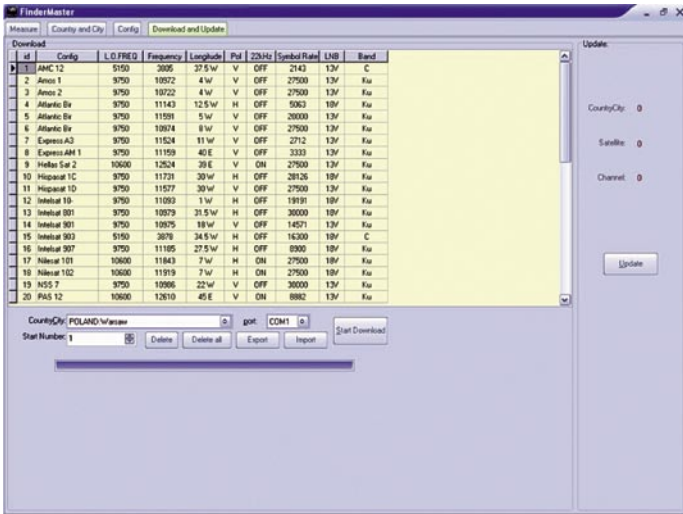 FinderMaster
Measure Country and City Config Download and Update
Download
id Config L.O.FREQ Frequency Longitude Pol 22kHz Symbol Rate LNB Band
1 AMC 12 5150 3805 37.5 W V OFF 2143 13V C
2 Amos 1 9750 10972 4 W V OFF 27500 13V Ku
3 Amos 2 9750 10722 4 W V OFF 27500 13V Ku
4 Atlantic Bir 9750 11143 12.5 W H OFF 5063 18V Ku
5 Atlantic Bir 9750 11591 5 W V OFF 20000 13V Ku
6 Atlantic Bir 9750 10974 8 W V OFF 27500 13V Ku
7 Express A3 9750 11524 11 W V OFF 2712 13V Ku
8 Express AM 1 9750 11159 40 E V OFF 3333 13V Ku
9 Hellas Sat 2 10600 12524 39 E V ON 27500 13V Ku
10 Hispasat 1C 9750 11731 30 W H OFF 28126 18V Ku
11 Hispasat 1D 9750 11577 30 W V OFF 27500 13V Ku
12 Intelsat 10- 9750 11093 1 W H OFF 19191 18V Ku
13 Intelsat 801 9750 10979 31.5 W H OFF 30000 18V Ku
14 Intelsat 901 9750 10975 18 W V OFF 14571 13V Ku
15 Intelsat 903 5150 3878 34.5 W H OFF 16300 18V C
16 Intelsat 907 9750 11185 27.5 W H OFF 8900 18V Ku
17 Nilesat 101 10600 11843 7 W H ON 27500 18V Ku
18 Nilesat 102 10600 11919 7 W H ON 27500 18V Ku
19 NSS 7 9750 10986 22 W V OFF 30000 13V Ku
20 PAS 12 10600 12610 45 E V ON 8882 13V Ku
CountryCity: POLAND:Warsaw port: COM1 Start Download
Start Number: 1 Delete Delete all Export Import
Update:
CountryCity: 0
Satellite: 0
Channel: 0
Update